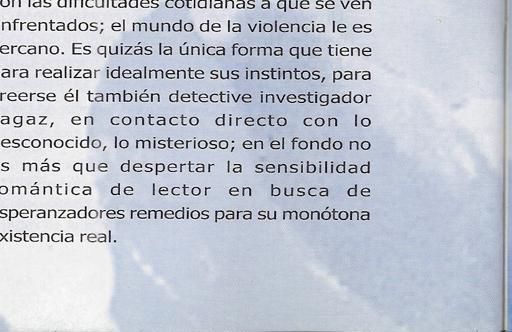 on las dificultades cotidianas a que se ven
nfrentados; el mundo de la violencia le es
ercano. Es quizás la única forma que tiene
ara realizar idealmente sus instintos, para
reerse él también detective investigador
agaz, en contacto directo con lo
esconocido, lo misterioso; en el fondo no
s más que despertar la sensibilidad
omántica de lector en busca de
speranzadores remedios para su monótona
xistencia real.